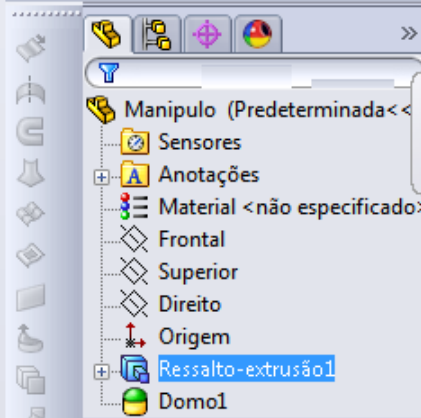 »
Manipulo (Predeterminada<<
Sensores
A Anotações
Material <não especificado>
Frontal
Superior
Direito
Origem
Ressalto-extrusão1
Domo1